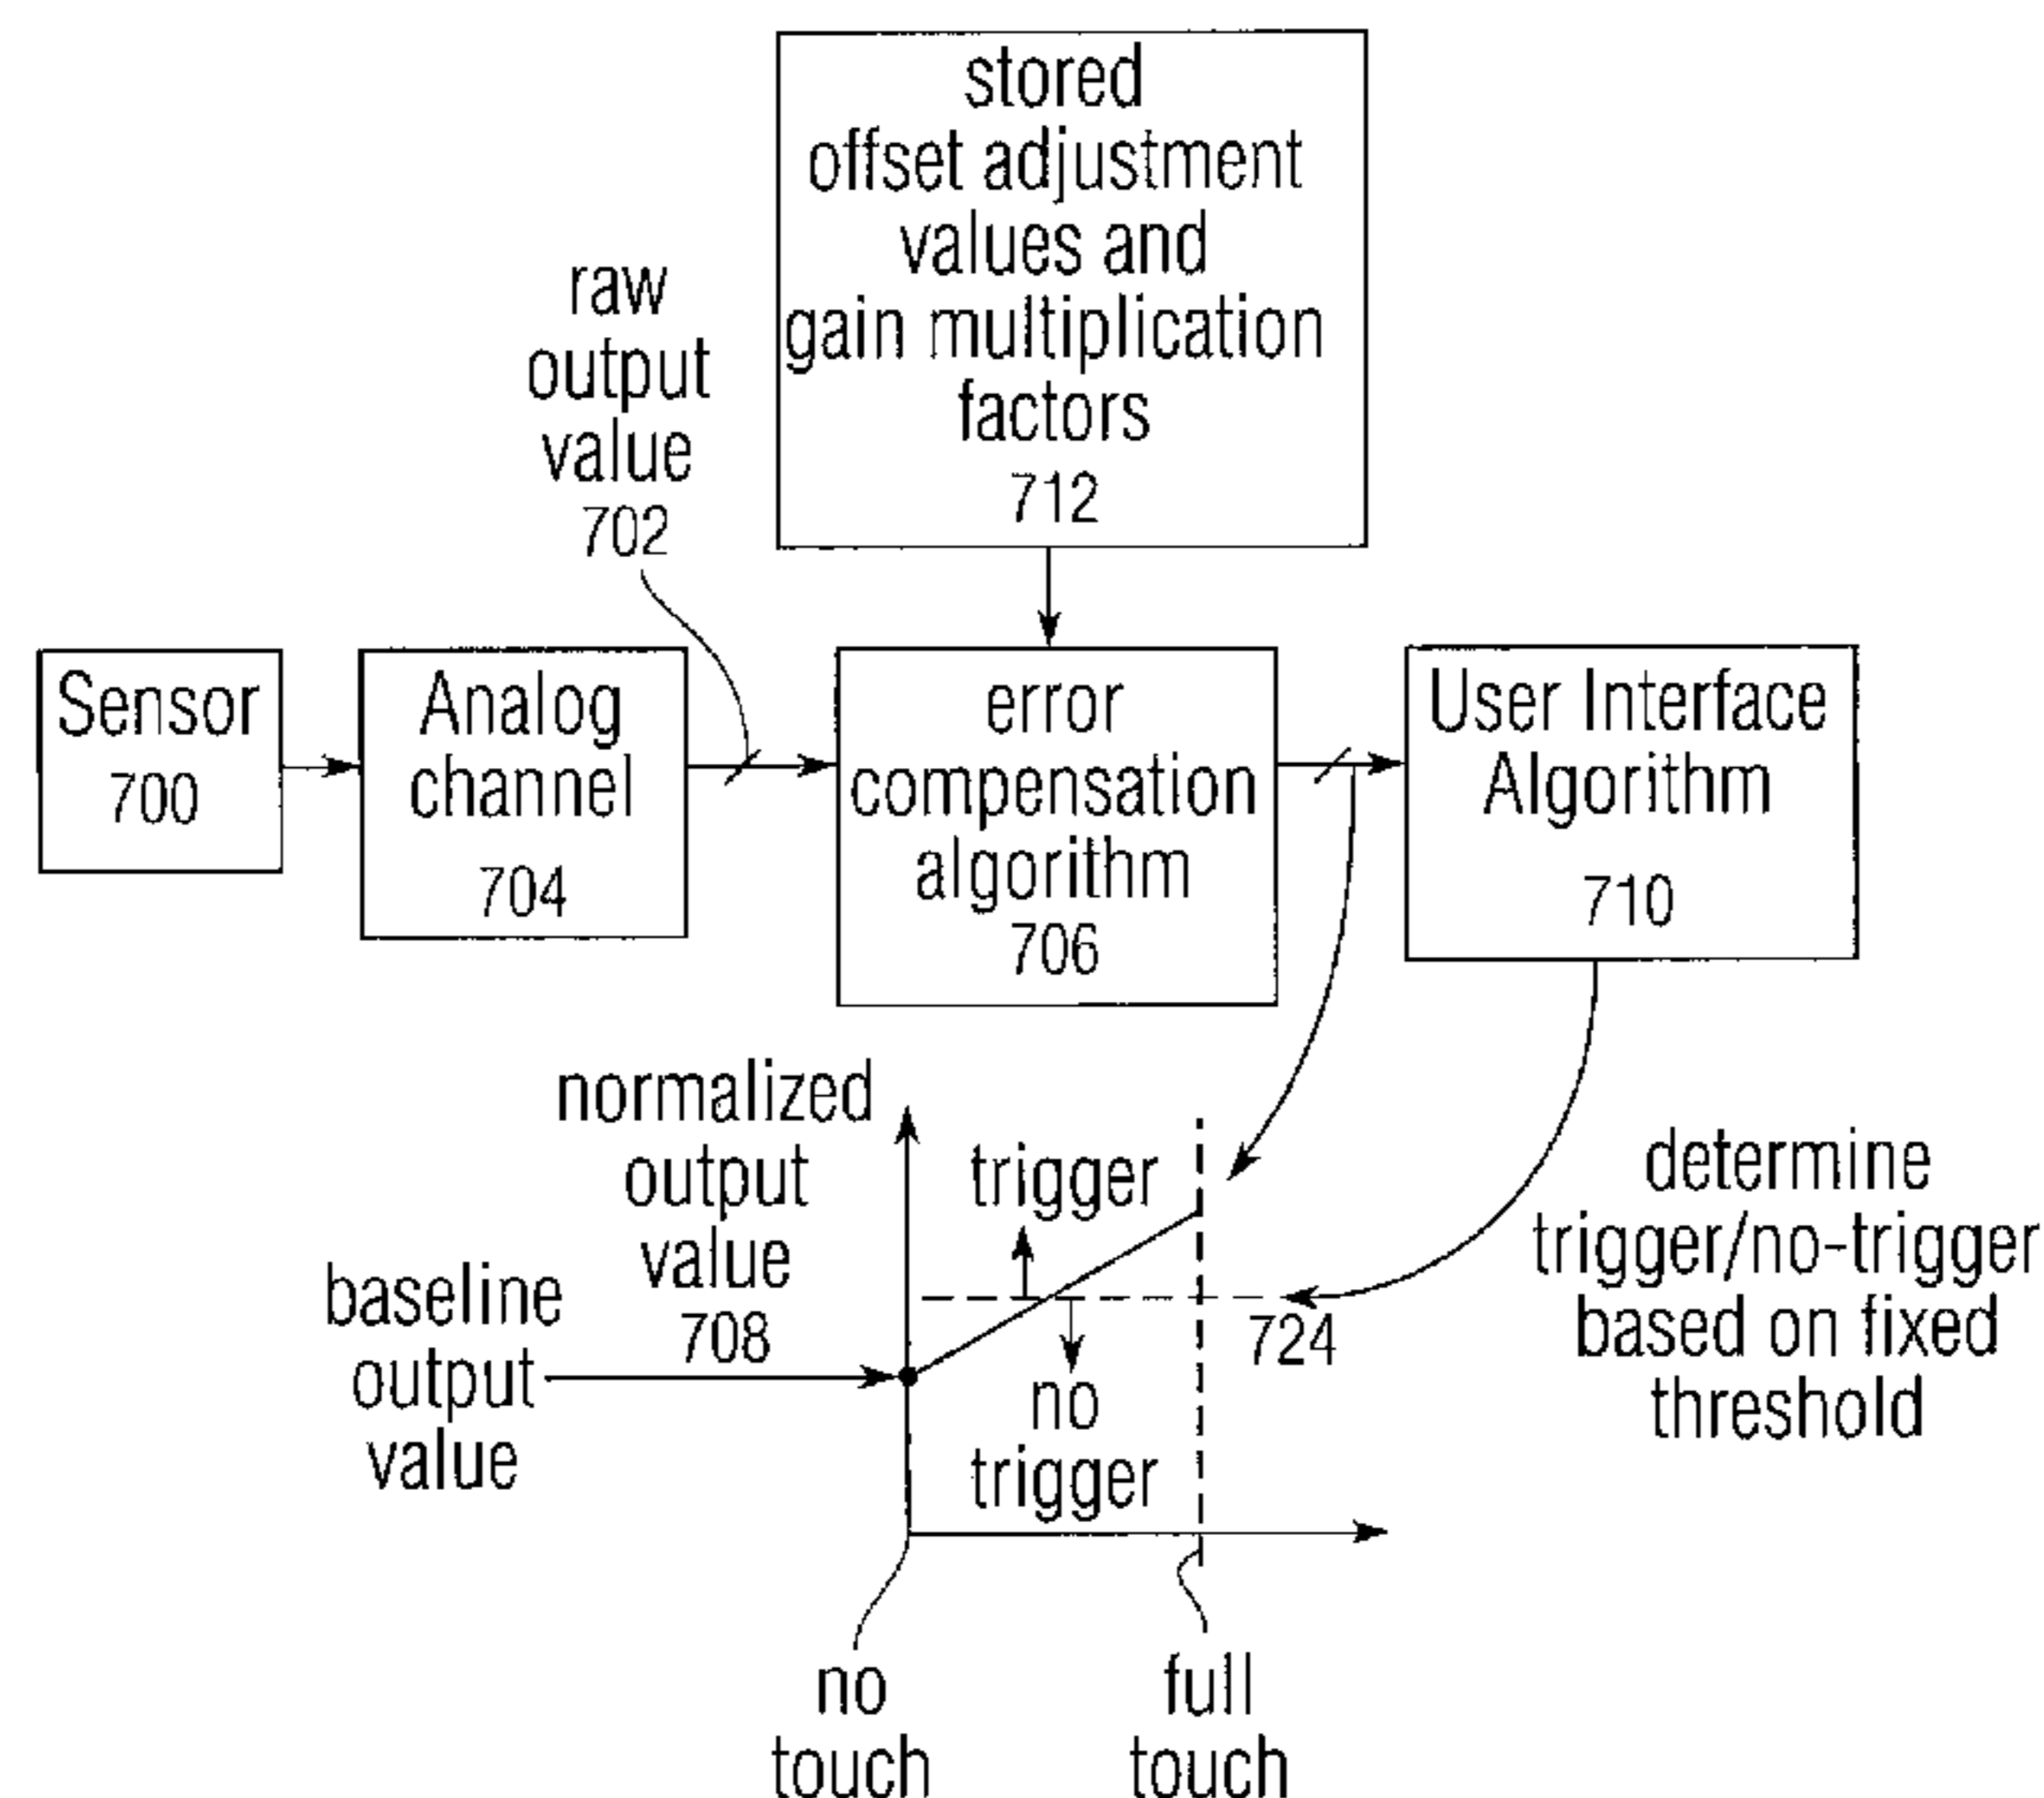 stored
offset adjustment
values and
gain multiplication
factors
712
raw
output
value
702
Sensor
700
Analog
channel
704
error
compensation
algorithm
706
User Interface
Algorithm
710
normalized
output
value
708
trigger
no
trigger
724
determine
trigger/no-trigger
based on fixed
threshold
baseline
output
value
no
touch
full
touch